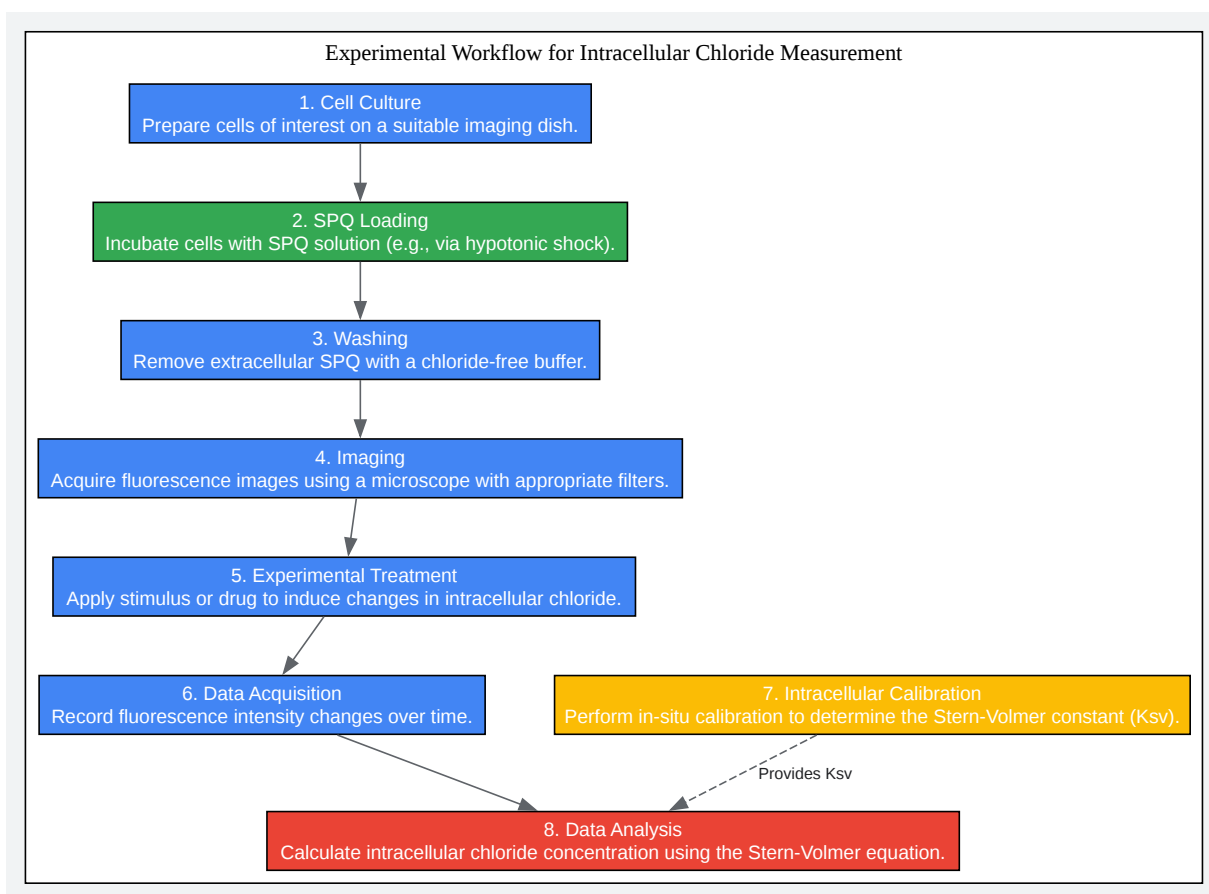 Experimental Workflow for Intracellular Chloride Measurement
1. Cell Culture
Prepare cells of interest on a suitable imaging dish.
2. SPQ Loading
Incubate cells with SPQ solution (e.g., via hypotonic shock).
3. Washing
Remove extracellular SPQ with a chloride-free buffer.
4. Imaging
Acquire fluorescence images using a microscope with appropriate filters.
5. Experimental Treatment
Apply stimulus or drug to induce changes in intracellular chloride.
6. Data Acquisition
Record fluorescence intensity changes over time.
7. Intracellular Calibration
Perform in-situ calibration to determine the Stern-Volmer constant (Ksv).
Provides Ksv
8. Data Analysis
Calculate intracellular chloride concentration using the Stern-Volmer equation.